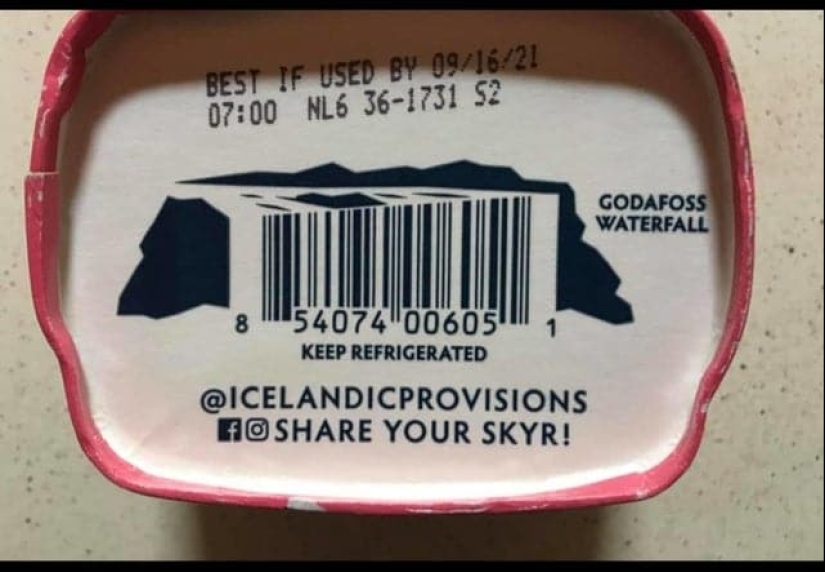 BEST IF USED BY 09/16/21
07:00 NL6 36-1731 S2
GODAFOSS
WATERFALL
8 54074 00605 1
KEEP REFRIGERATED
@ICELANDICPROVISIONS
SHARE YOUR SKYR!